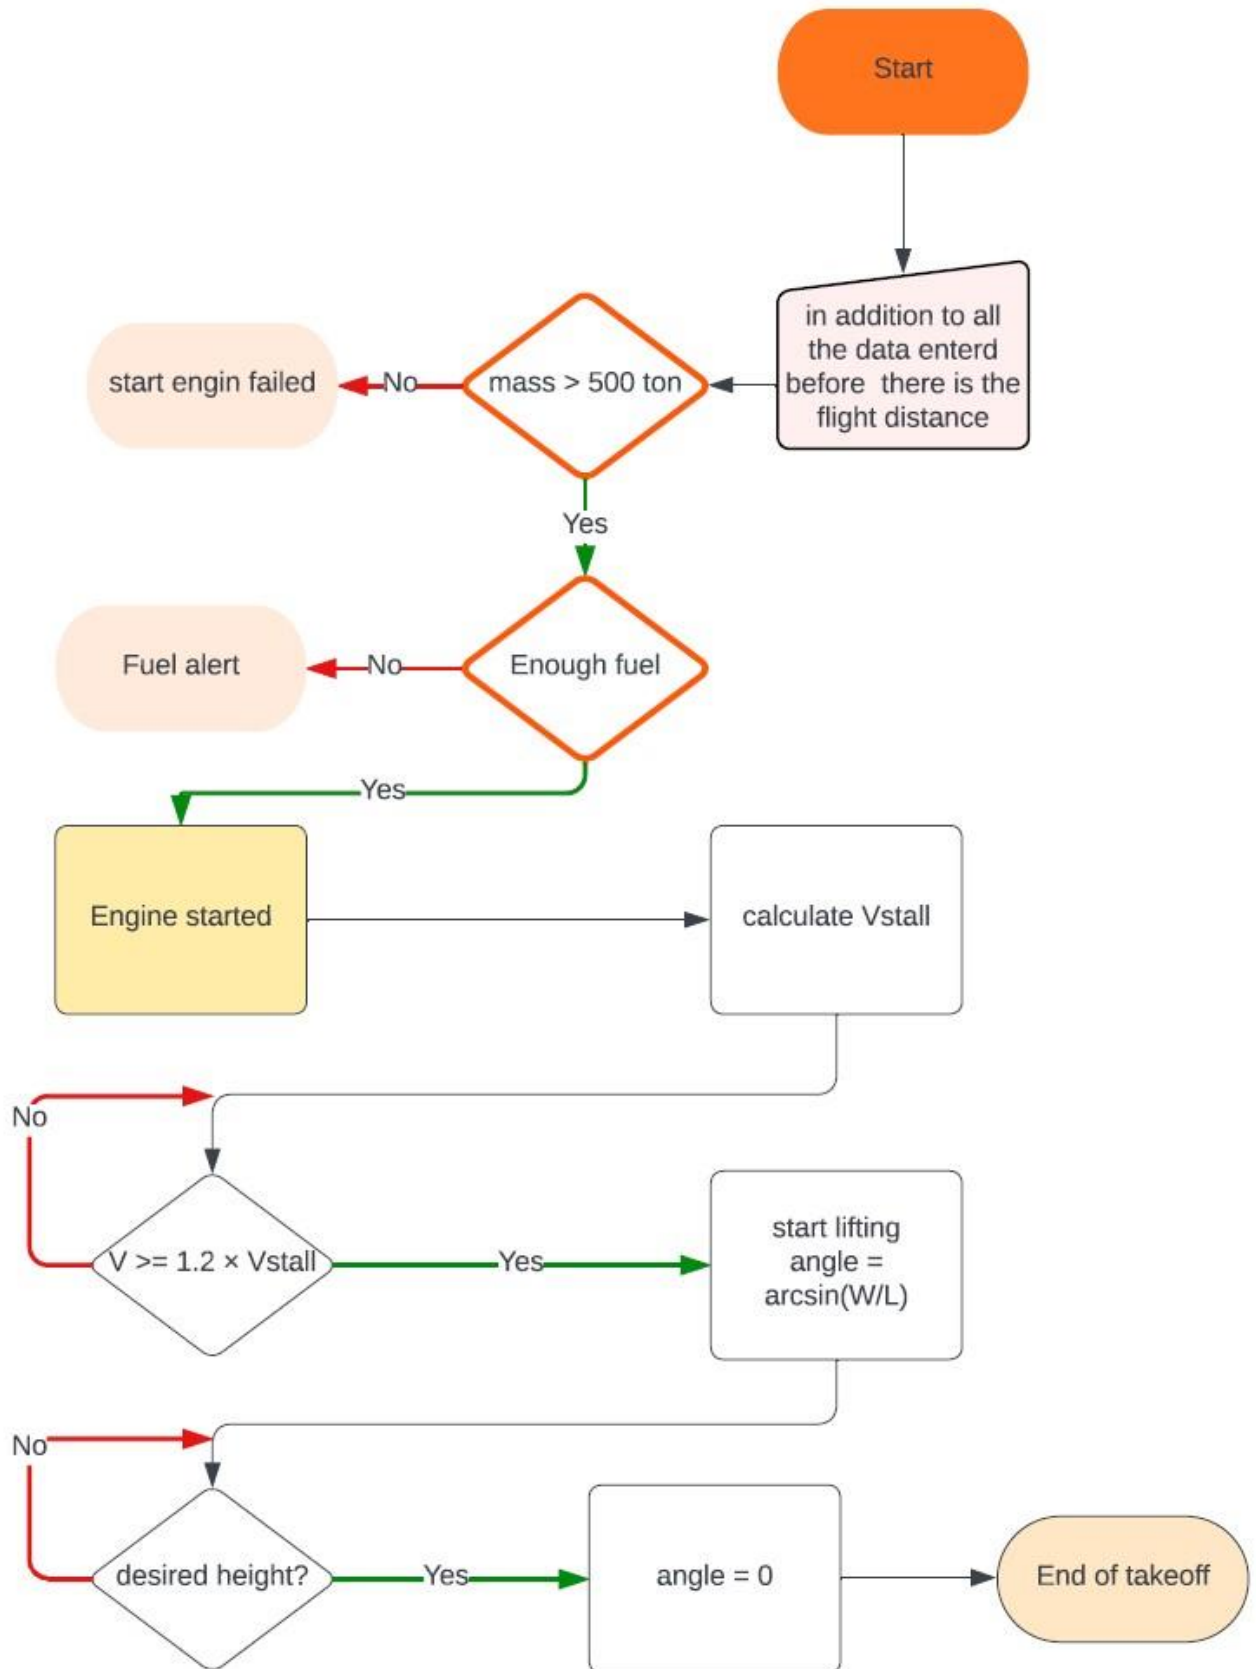 Start
in addition to all
the data enterd
before there is the
flight distance
mass > 500 ton
No
start engin failed
Yes
Enough fuel
No
Fuel alert
Yes
Engine started
calculate Vstall
No
V >= 1.2 × Vstall
Yes
start lifting
angle =
arcsin(W/L)
No
desired height?
Yes
angle = 0
End of takeoff